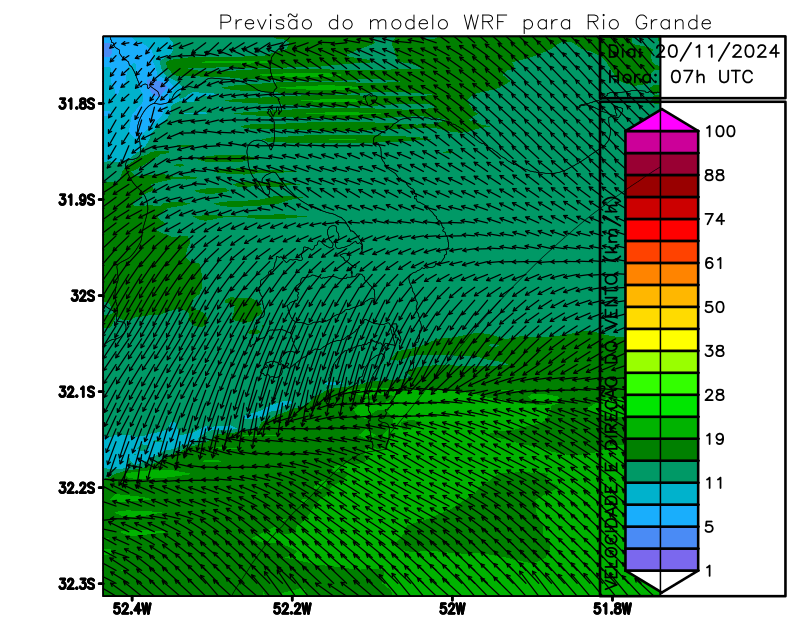 Previsão do modelo WRF para Rio Grande
Dia: 20/11/2024
Hora: 07h UTC
31.8S
31.9S
32S
32.1S
32.2S
32.3S
52.4W
52.2W
52W
51.8W
VELOCIDADE E DIREÇÃO DO VENTO (km/h)
100
88
74
61
50
38
28
19
11
5
1